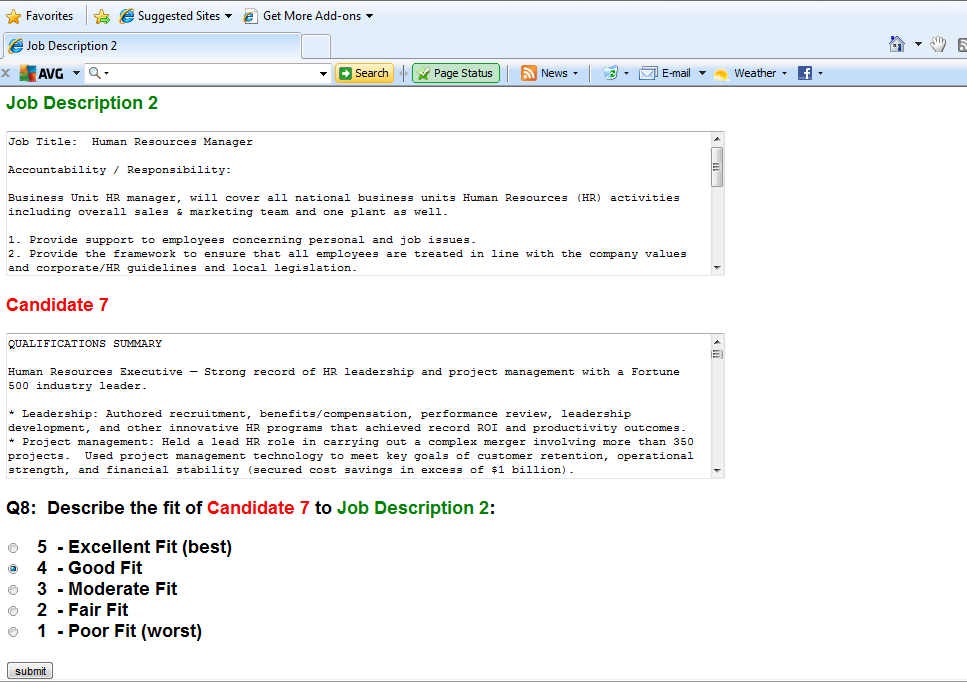 Favorites Suggested Sites Get More Add-ons
Job Description 2
x AVG Search Page Status News E-mail Weather f
Job Description 2
Job Title:  Human Resources Manager
Accountability / Responsibility:
Business Unit HR manager, will cover all national business units Human Resources (HR) activities
including overall sales & marketing team and one plant as well.
1. Provide support to employees concerning personal and job issues.
2. Provide the framework to ensure that all employees are treated in line with the company values
and corporate/HR guidelines and local legislation.
Candidate 7
QUALIFICATIONS SUMMARY
Human Resources Executive — Strong record of HR leadership and project management with a Fortune
500 industry leader.
* Leadership: Authored recruitment, benefits/compensation, performance review, leadership
development, and other innovative HR programs that achieved record ROI and productivity outcomes.
* Project management: Held a lead HR role in carrying out a complex merger involving more than 350
projects.  Used project management technology to meet key goals of customer retention, operational
strength, and financial stability (secured cost savings in excess of $1 billion).
Q8:  Describe the fit of Candidate 7 to Job Description 2:
5  - Excellent Fit (best)
4  - Good Fit
3  - Moderate Fit
2  - Fair Fit
1  - Poor Fit (worst)
submit